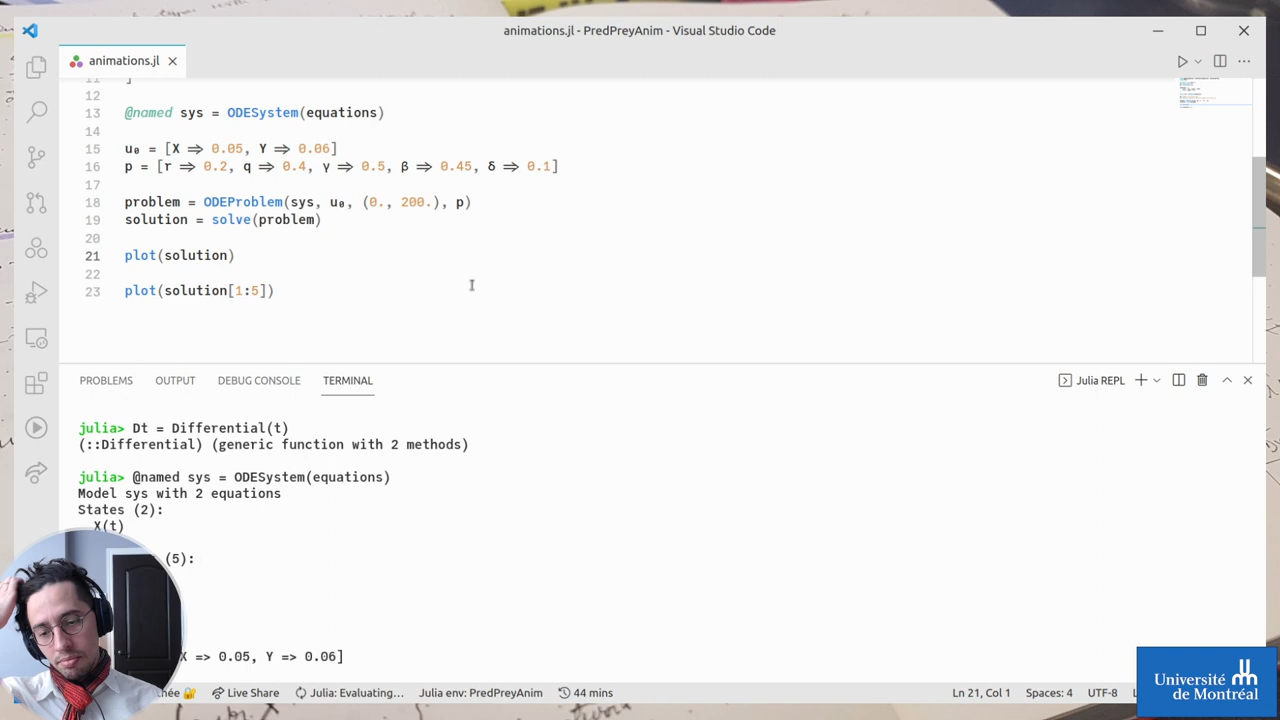 animations.jl - PredPreyAnim - Visual Studio Code
animations.jl
11 ]
12
13 @named sys = ODESystem(equations)
14
15 u₀ = [X => 0.05, Y => 0.06]
16 p = [r => 0.2, q => 0.4, γ => 0.5, β => 0.45, δ => 0.1]
17
18 problem = ODEProblem(sys, u₀, (0., 200.), p)
19 solution = solve(problem)
20
21 plot(solution)
22
23 plot(solution[1:5])
PROBLEMS OUTPUT DEBUG CONSOLE TERMINAL Julia REPL
julia> Dt = Differential(t)
(::Differential) (generic function with 2 methods)
julia> @named sys = ODESystem(equations)
Model sys with 2 equations
States (2):
X(t)
(5):
X => 0.05, Y => 0.06]
Live Share Julia: Evaluating... Julia env: PredPreyAnim 44 mins Ln 21, Col 1 Spaces: 4 UTF-8
Université
de Montréal